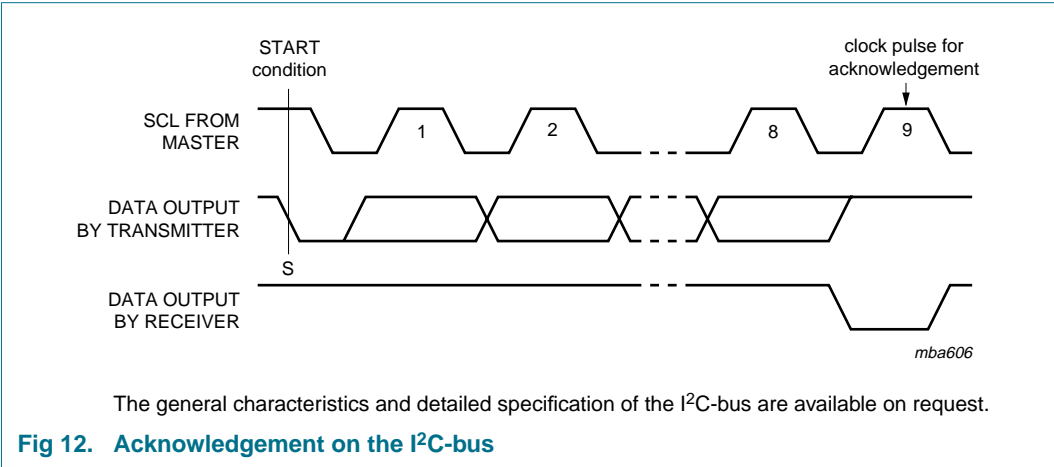 START
condition
clock pulse for
acknowledgement
SCL FROM
MASTER
1
2
8
9
DATA OUTPUT
BY TRANSMITTER
S
DATA OUTPUT
BY RECEIVER
mba606
The general characteristics and detailed specification of the I²C-bus are available on request.
Fig 12. Acknowledgement on the I²C-bus